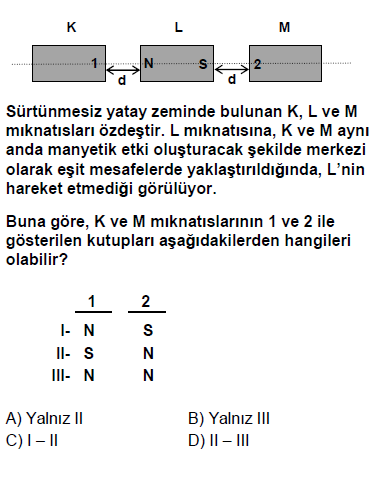 K L M
1 N S 2
d d
Sürtünmesiz yatay zeminde bulunan K, L ve M
mıknatısları özdeştir. L mıknatısına, K ve M aynı
anda manyetik etki oluşturacak şekilde merkezi
olarak eşit mesafelerde yaklaştırıldığında, L’nin
hareket etmediği görülüyor.
Buna göre, K ve M mıknatıslarının 1 ve 2 ile
gösterilen kutupları aşağıdakilerden hangileri
olabilir?
1 2
I- N S
II- S N
III- N N
A) Yalnız II B) Yalnız III
C) I – II D) II – III